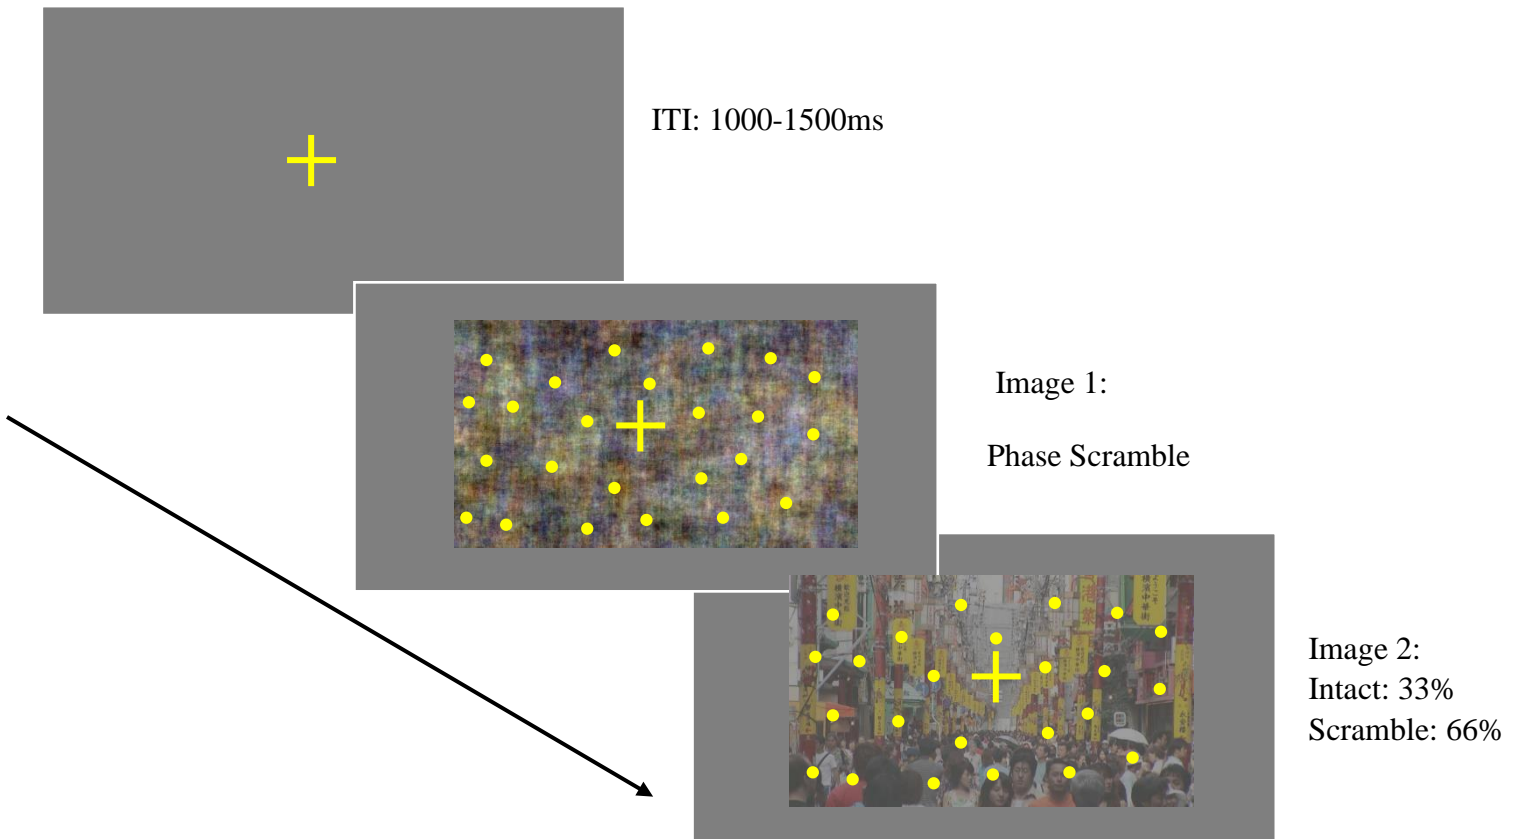 ITI: 1000-1500ms
Image 1:
Phase Scramble
Image 2:
Intact: 33%
Scramble: 66%